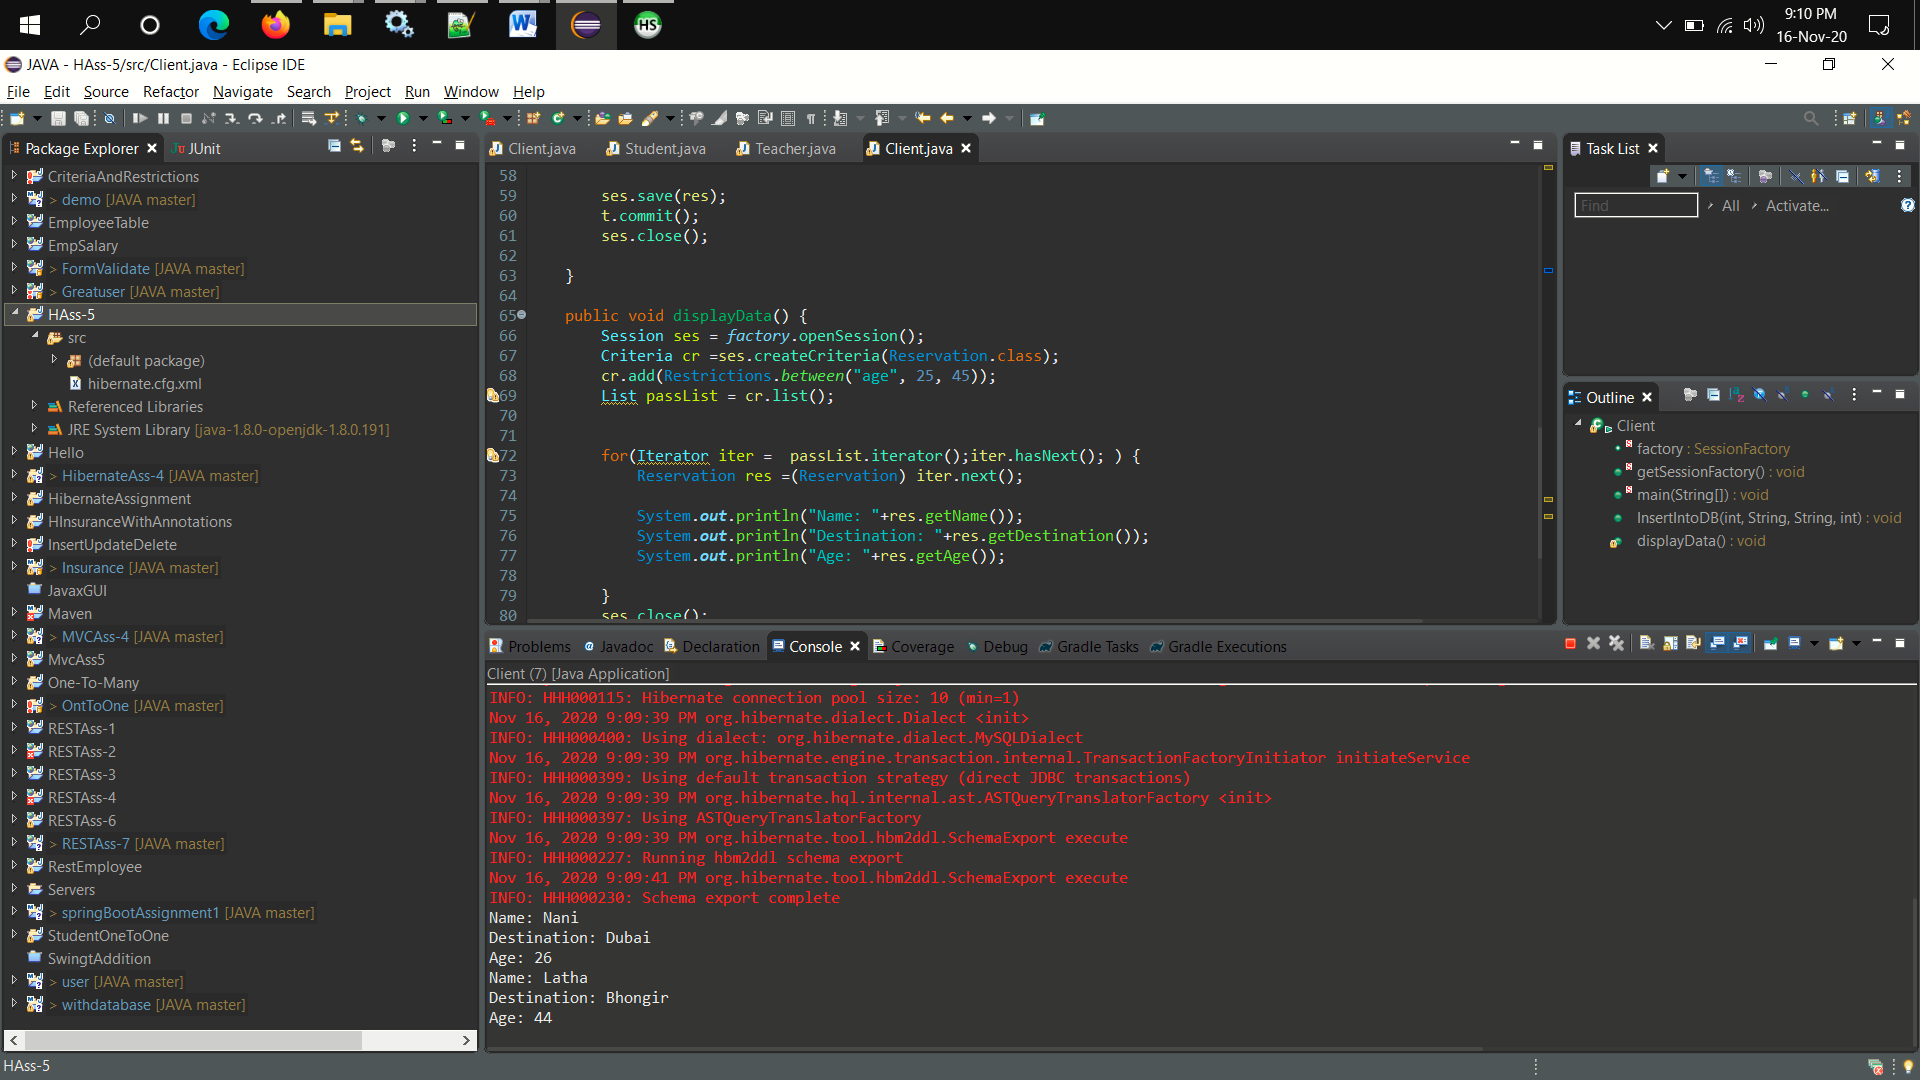 9:10 PM
16-Nov-20
JAVA - HAss-5/src/Client.java - Eclipse IDE
File Edit Source Refactor Navigate Search Project Run Window Help
Package Explorer
JUnit
CriteriaAndRestrictions
> demo [JAVA master]
EmployeeTable
EmpSalary
> FormValidate [JAVA master]
> Greatuser [JAVA master]
HAss-5
src
(default package)
hibernate.cfg.xml
Referenced Libraries
JRE System Library [java-1.8.0-openjdk-1.8.0.191]
Hello
> HibernateAss-4 [JAVA master]
HibernateAssignment
HInsuranceWithAnnotations
InsertUpdateDelete
> Insurance [JAVA master]
JavaxGUI
Maven
> MVCAss-4 [JAVA master]
MvcAss5
One-To-Many
> OntToOne [JAVA master]
RESTAss-1
RESTAss-2
RESTAss-3
RESTAss-4
RESTAss-6
> RESTAss-7 [JAVA master]
RestEmployee
Servers
> springBootAssignment1 [JAVA master]
StudentOneToOne
SwingtAddition
> user [JAVA master]
> withdatabase [JAVA master]
Client.java Student.java Teacher.java Client.java
58
59 ses.save(res);
60 t.commit();
61 ses.close();
62
63 }
64
65 public void displayData() {
66 Session ses = factory.openSession();
67 Criteria cr =ses.createCriteria(Reservation.class);
68 cr.add(Restrictions.between("age", 25, 45));
69 List passList = cr.list();
70
71
72 for(Iterator iter =  passList.iterator();iter.hasNext(); ) {
73 Reservation res =(Reservation) iter.next();
74
75 System.out.println("Name: "+res.getName());
76 System.out.println("Destination: "+res.getDestination());
77 System.out.println("Age: "+res.getAge());
78
79 }
80 ses.close();
Problems Javadoc Declaration Console Coverage Debug Gradle Tasks Gradle Executions
Client (7) [Java Application]
INFO: HHH000115: Hibernate connection pool size: 10 (min=1)
Nov 16, 2020 9:09:39 PM org.hibernate.dialect.Dialect <init>
INFO: HHH000400: Using dialect: org.hibernate.dialect.MySQLDialect
Nov 16, 2020 9:09:39 PM org.hibernate.engine.transaction.internal.TransactionFactoryInitiator initiateService
INFO: HHH000399: Using default transaction strategy (direct JDBC transactions)
Nov 16, 2020 9:09:39 PM org.hibernate.hql.internal.ast.ASTQueryTranslatorFactory <init>
INFO: HHH000397: Using ASTQueryTranslatorFactory
Nov 16, 2020 9:09:39 PM org.hibernate.tool.hbm2ddl.SchemaExport execute
INFO: HHH000227: Running hbm2ddl schema export
Nov 16, 2020 9:09:41 PM org.hibernate.tool.hbm2ddl.SchemaExport execute
INFO: HHH000230: Schema export complete
Name: Nani
Destination: Dubai
Age: 26
Name: Latha
Destination: Bhongir
Age: 44
Task List
Find
All
Activate...
Outline
Client
factory : SessionFactory
getSessionFactory() : void
main(String[]) : void
InsertIntoDB(int, String, String, int) : void
displayData() : void
HAss-5